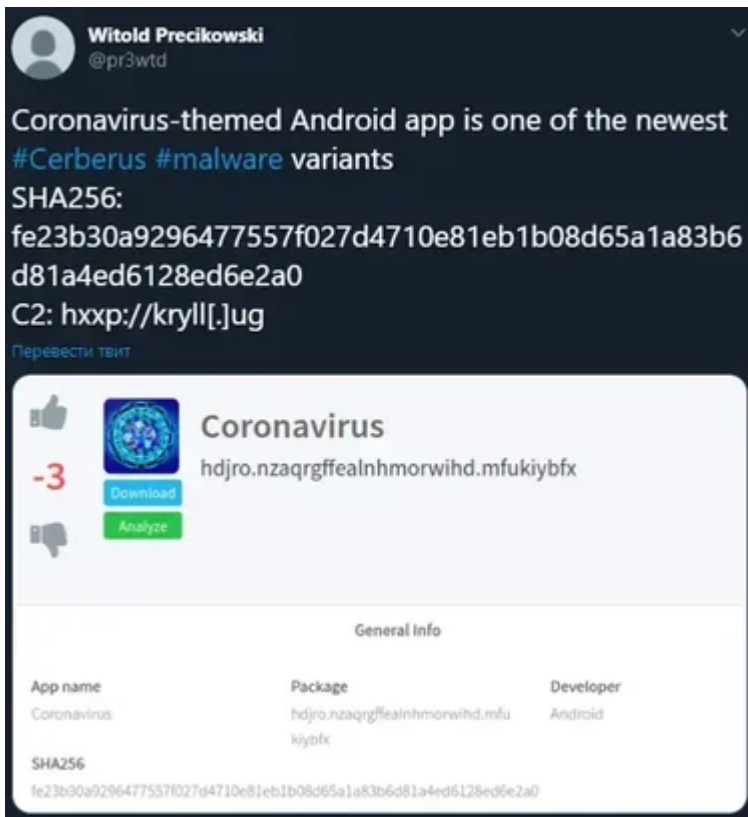 Witold Precikowski
@pr3wtd
Coronavirus-themed Android app is one of the newest
#Cerberus #malware variants
SHA256:
fe23b30a9296477557f027d4710e81eb1b08d65a1a83b6
d81a4ed6128ed6e2a0
C2: hxxp://kryll[.]ug
Перевести твит
Coronavirus
hdjro.nzaqrgffealnhmorwihd.mfukiybfx
-3
Download
Analyze
General Info
App name
Package
Developer
Coronavirus
hdjro.nzaqrgffealnhmorwihd.mfu
kiybfx
Android
SHA256
fe23b30a9296477557f027d4710e81eb1b08d65a1a83b6d81a4ed6128ed6e2a0